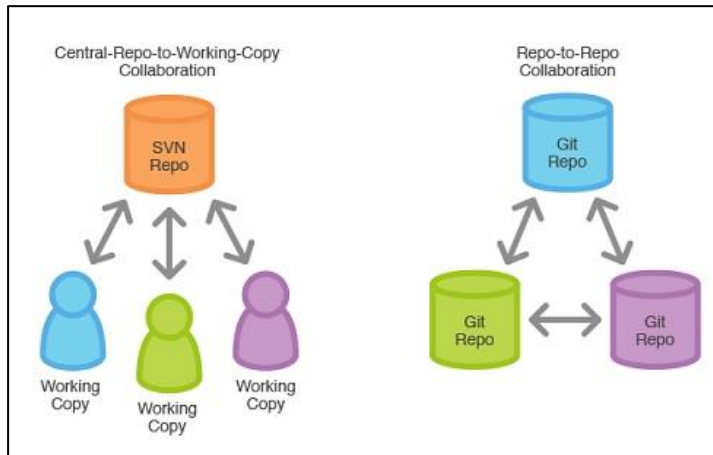 Central-Repo-to-Working-Copy
Collaboration
SVN
Repo
Working
Copy
Working
Copy
Working
Copy
Repo-to-Repo
Collaboration
Git
Repo
Git
Repo
Git
Repo